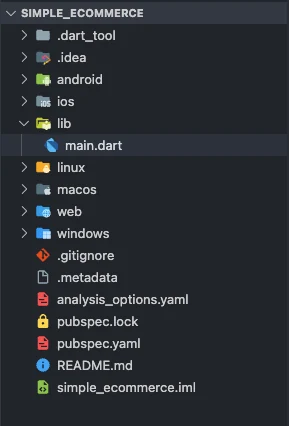 SIMPLE_ECOMMERCE
.dart_tool
.idea
android
ios
lib
main.dart
linux
macos
web
windows
.gitignore
.metadata
analysis_options.yaml
pubspec.lock
pubspec.yaml
README.md
simple_ecommerce.iml